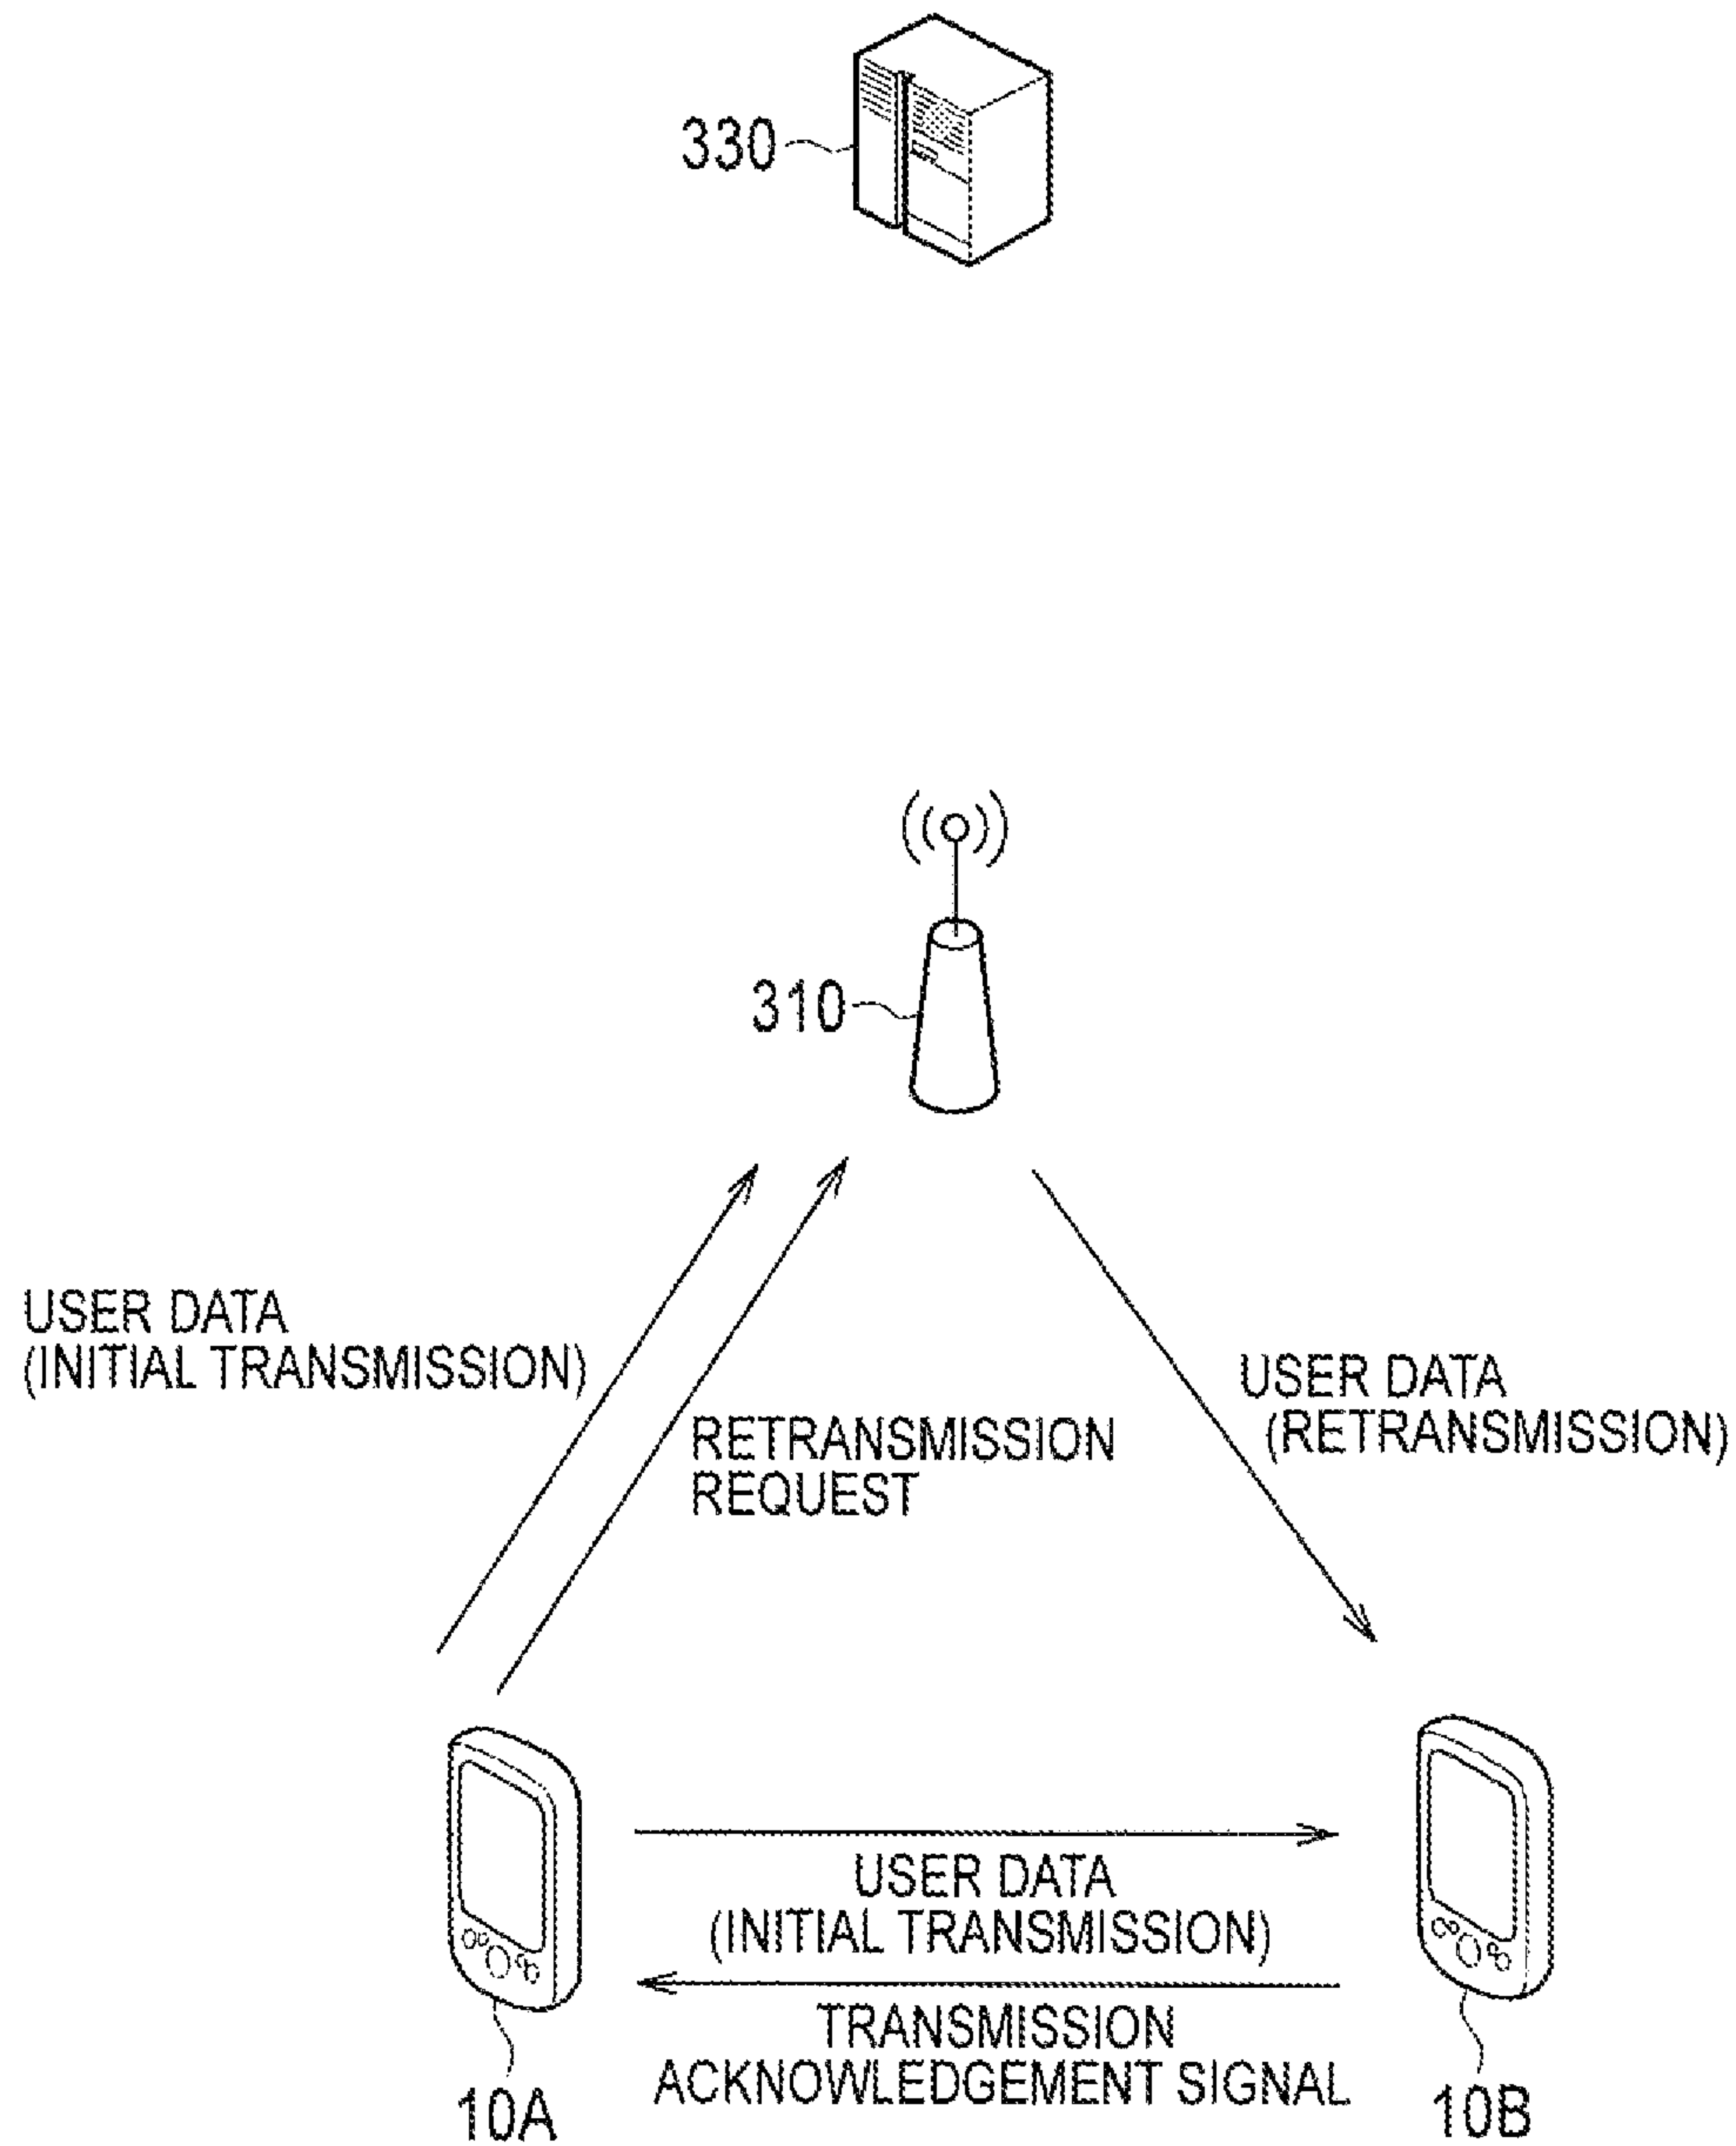 330
310
USER DATA
(INITIAL TRANSMISSION)
USER DATA
(RETRANSMISSION)
RETRANSMISSION
REQUEST
USER DATA
(INITIAL TRANSMISSION)
TRANSMISSION
ACKNOWLEDGEMENT SIGNAL
10A
10B